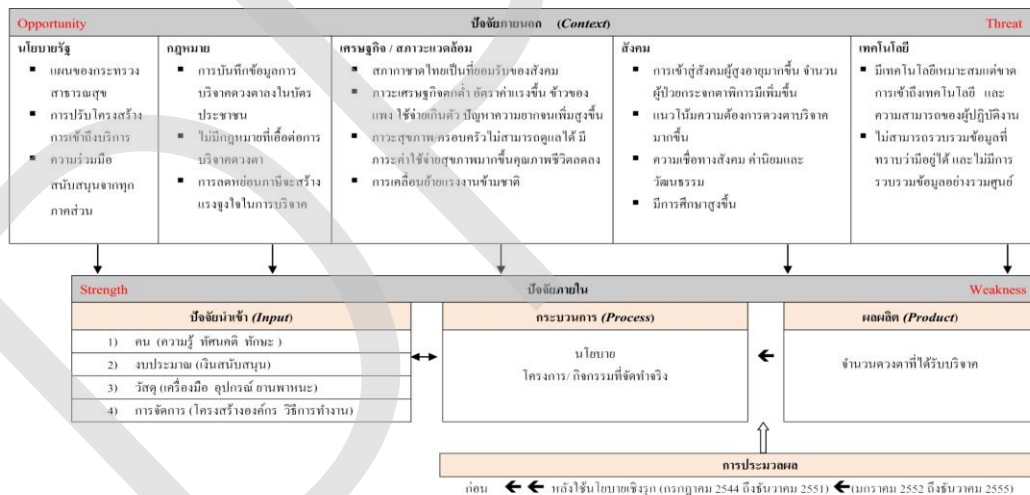 Opportunity ปัจจัยภายนอก (Context) Threat
นโยบายรัฐ
▪ แผนของกระทรวง
สาธารณสุข
▪ การปรับโครงสร้าง
การเข้าถึงบริการ
▪ ความร่วมมือ
สนับสนุนจากทุก
ภาคส่วน
กฎหมาย
▪ การบันทึกข้อมูลการ
บริจาคดวงตาลงในบัตร
ประชาชน
▪ ไม่มีกฎหมายที่เอื้อต่อการ
บริจาคดวงตา
▪ การลดหย่อนภาษีจะสร้าง
แรงจูงใจในการบริจาค
เศรษฐกิจ / สภาวะแวดล้อม
▪ สภากาชาดไทยเป็นที่ยอมรับของสังคม
▪ ภาวะเศรษฐกิจตกต่ำ อัตราค่าแรงขึ้น ข้าวของ
แพง ใช้จ่ายเกินตัว ปัญหาความยากจนเพิ่มสูงขึ้น
▪ ภาวะสุขภาพ/ครอบครัวไม่สามารถดูแลได้ มี
ภาระค่าใช้จ่ายสุขภาพมากขึ้นคุณภาพชีวิตลดลง
▪ การเคลื่อนย้ายแรงงานข้ามชาติ
สังคม
▪ การเข้าสู่สังคมผู้สูงอายุมากขึ้น จำนวน
ผู้ป่วยกระจกตาพิการมีเพิ่มขึ้น
▪ แนวโน้มความต้องการดวงตาบริจาค
มากขึ้น
▪ ความเชื่อทางสังคม ค่านิยมและ
วัฒนธรรม
▪ มีการศึกษาสูงขึ้น
เทคโนโลยี
▪ มีเทคโนโลยีเหมาะสมแต่ขาด
การเข้าถึงเทคโนโลยี และ
ความสามารถของผู้ปฏิบัติงาน
▪ ไม่สามารถรวบรวมข้อมูลที่
ทราบว่ามีอยู่ได้ และไม่มีการ
รวบรวมข้อมูลอย่างรวมศูนย์
Strength ปัจจัยภายใน Weakness
ปัจจัยนำเข้า (Input)
1) คน (ความรู้ ทัศนคติ ทักษะ )
2) งบประมาณ (เงินสนับสนุน)
3) วัสดุ (เครื่องมือ อุปกรณ์ ยานพาหนะ)
4) การจัดการ (โครงสร้างองค์กร วิธีการทำงาน)
กระบวนการ (Process)
นโยบาย
โครงการ/ กิจกรรมที่จัดทำจริง
ผลผลิต (Product)
จำนวนดวงตาที่ได้รับบริจาค
การประมวลผล
ก่อน ← ← หลังใช้นโยบายเชิงรุก (กรกฎาคม 2544 ถึงธันวาคม 2551) ← (มกราคม 2552 ถึงธันวาคม 2555)